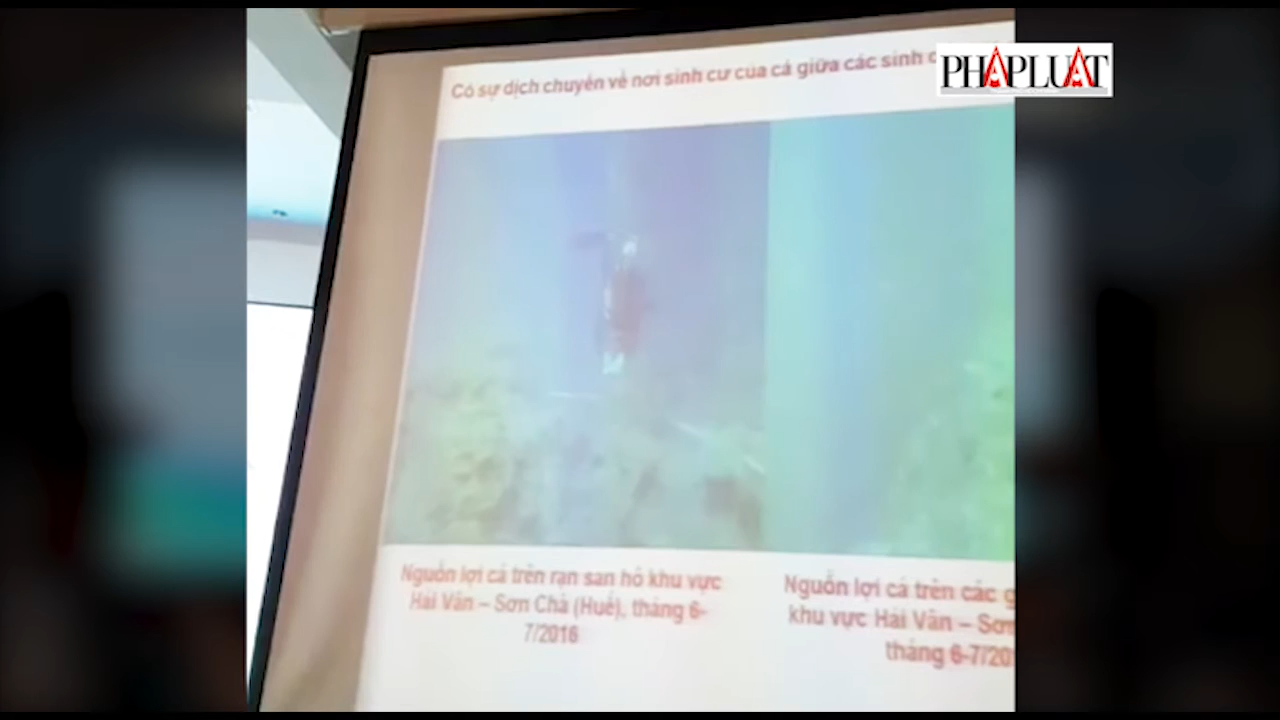 Có sự dịch chuyển về nơi sinh cư của cá giữa các sinh
PHÁP LUẬT
Nguồn lợi cá trên rạn san hô khu vực
Hải Vân – Sơn Chà (Huế), tháng 6-
7/2016
Nguồn lợi cá trên các
khu vực Hải Vân – Sơn
tháng 6-7/20